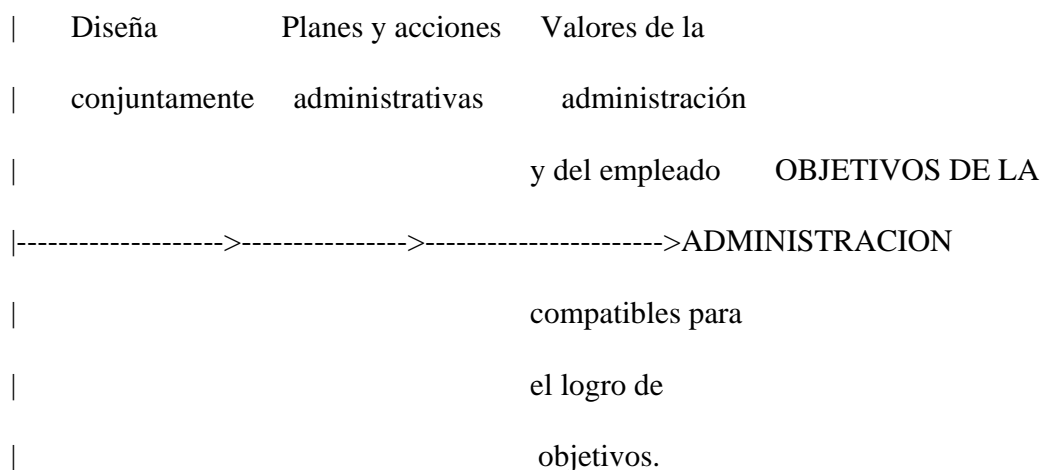 | Diseña Planes y acciones Valores de la
| conjuntamente administrativas administración
| y del empleado OBJETIVOS DE LA
|-------------------->---------------->----------------------->ADMINISTRACION
| compatibles para
| el logro de
| objetivos.